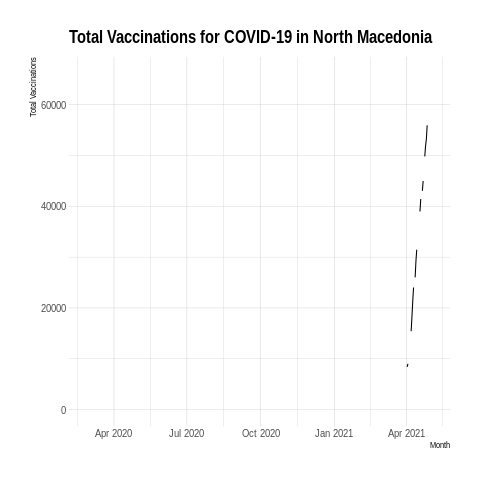 Total Vaccinations for COVID-19 in North Macedonia
Total Vaccinations
60000
40000
20000
0
Apr 2020
Jul 2020
Oct 2020
Jan 2021
Apr 2021
Month